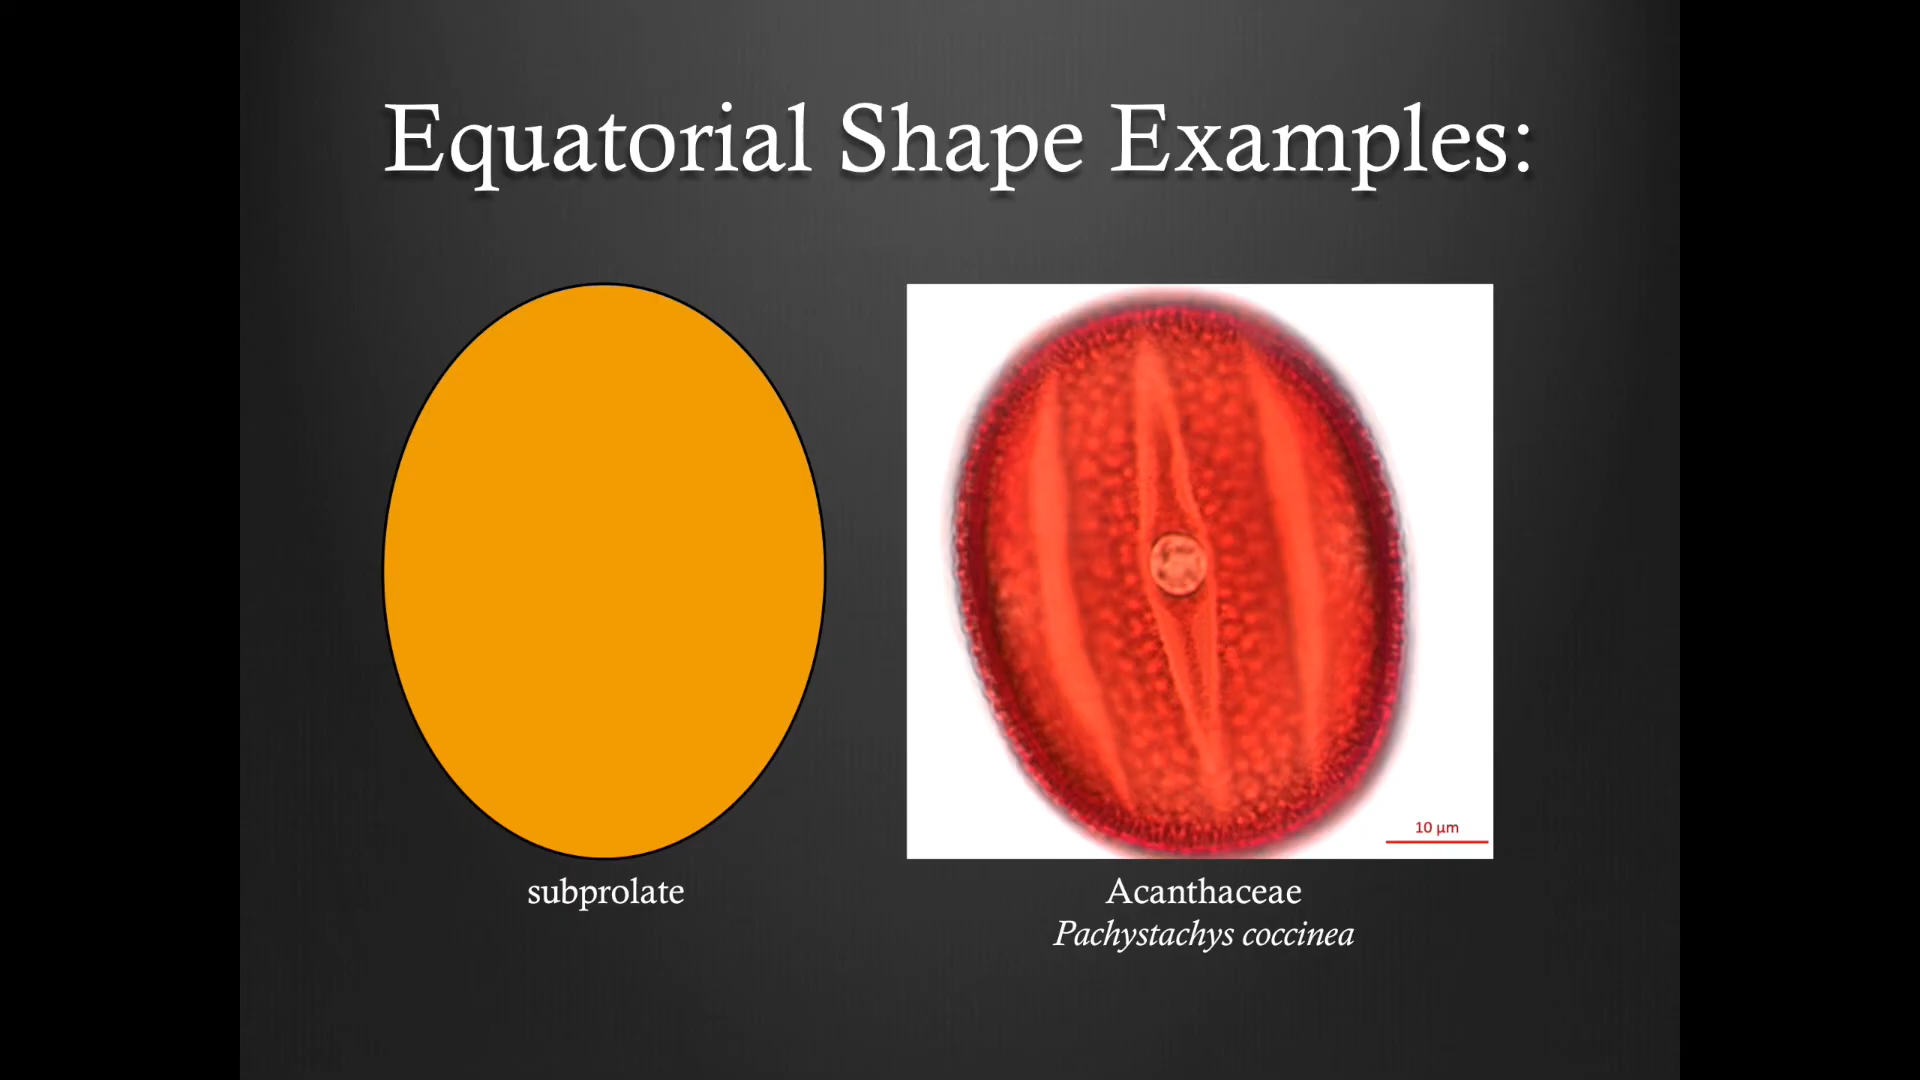 Equatorial Shape Examples:
10 µm
subprolate
Acanthaceae
Pachystachys coccinea